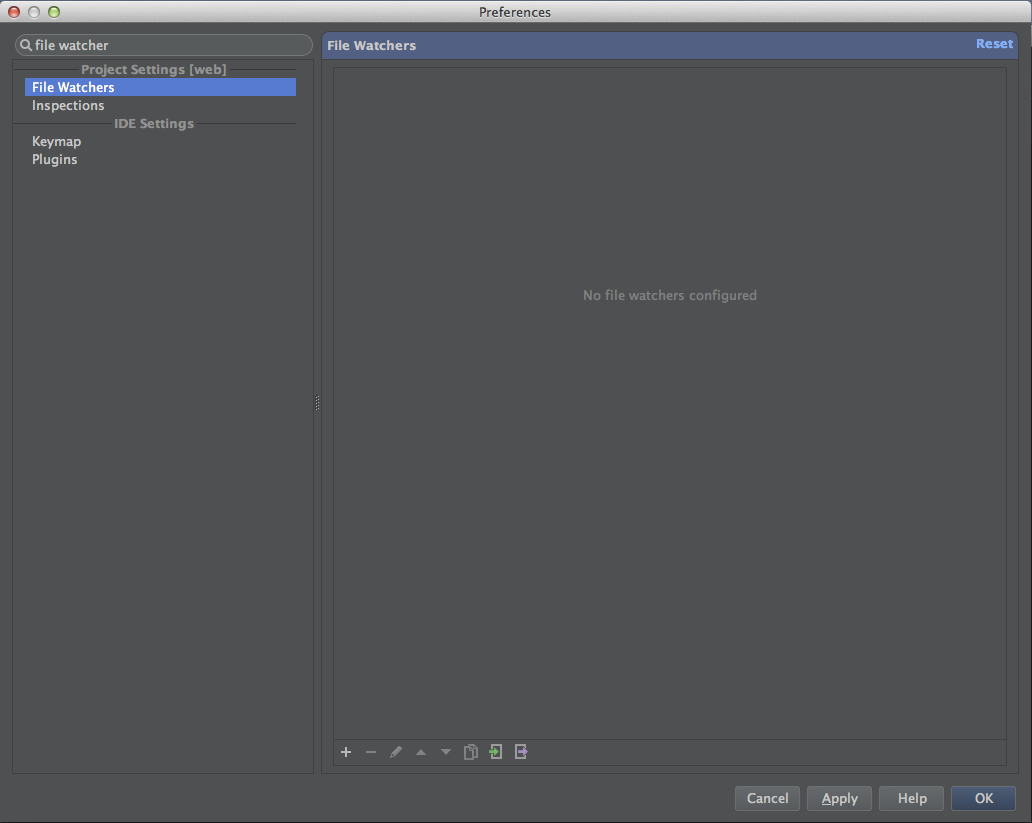 Preferences
file watcher
Project Settings [web]
File Watchers
Inspections
IDE Settings
Keymap
Plugins
File Watchers
Reset
No file watchers configured
Cancel
Apply
Help
OK